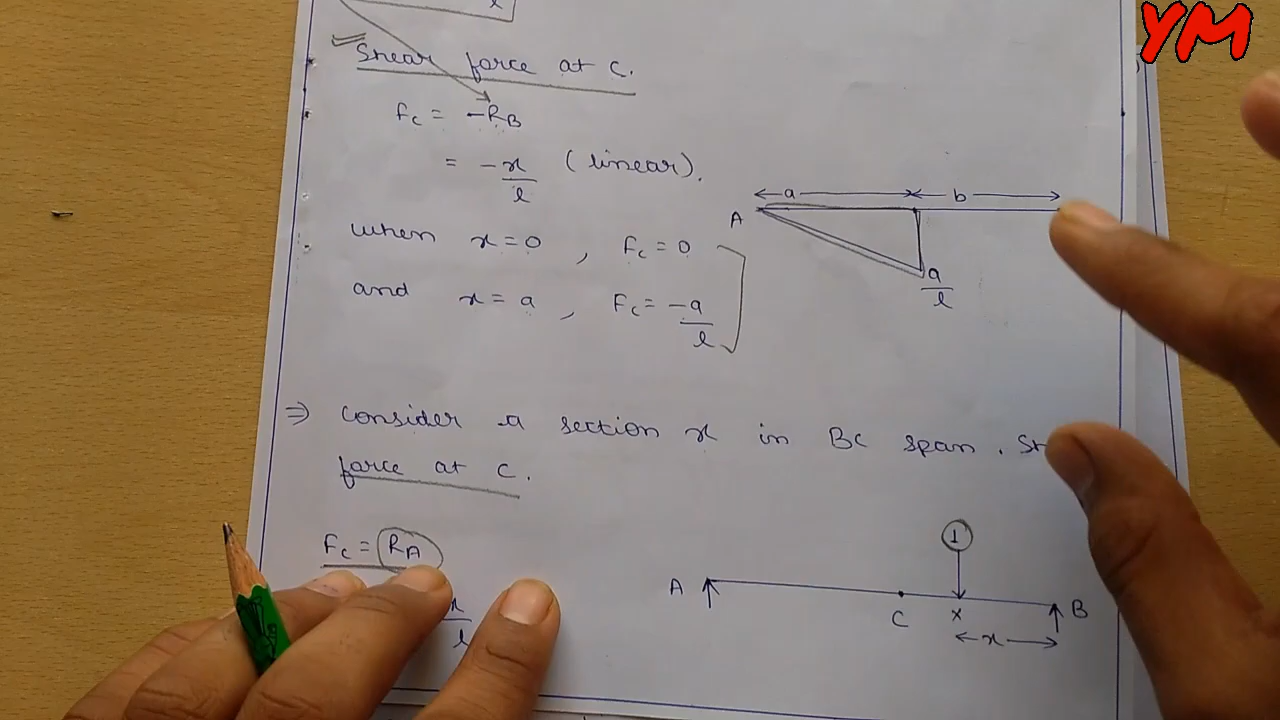 YM
l
Shear force at C.
Fc = -RB
= -x/l (linear).
a b
A
when x=0 , Fc = 0
a/l
and x = a , Fc = -a/l
⇒ Consider a section x in BC span.
force at C.
1
Fc = RA
A C x B
x/l
x